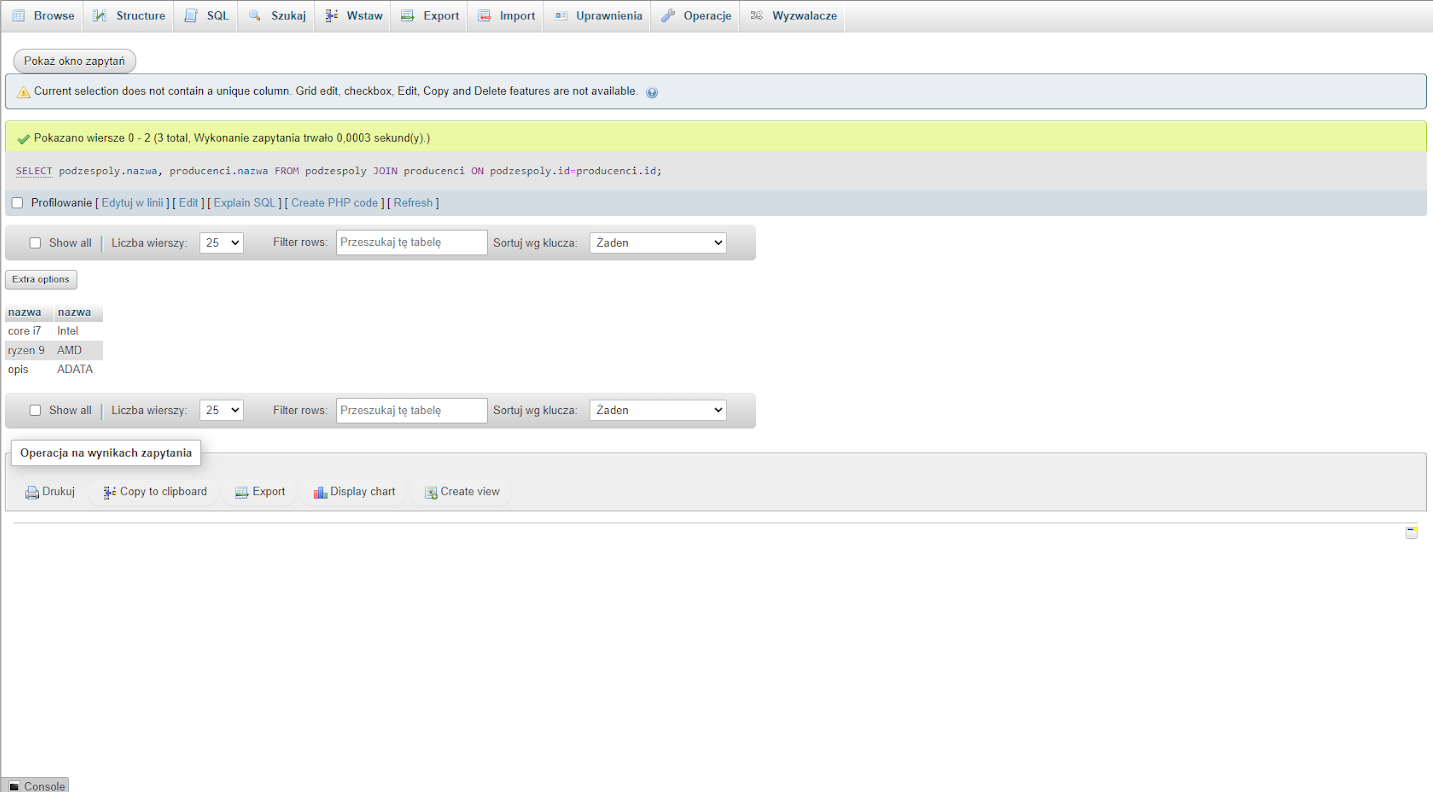 Browse Structure SQL Szukaj Wstaw Export Import Uprawnienia Operacje Wyzwalacze
Pokaż okno zapytań
Current selection does not contain a unique column. Grid edit, checkbox, Edit, Copy and Delete features are not available.
Pokazano wiersze 0 - 2 (3 total, Wykonanie zapytania trwało 0,0003 sekund(y).)
SELECT podzespoly.nazwa, producenci.nazwa FROM podzespoly JOIN producenci ON podzespoly.id=producenci.id;
Profilowanie [ Edytuj w linii ] [ Edit ] [ Explain SQL ] [ Create PHP code ] [ Refresh ]
Show all Liczba wierszy: 25 Filter rows: Przeszukaj tę tabelę Sortuj wg klucza: Żaden
Extra options
nazwa nazwa
core i7 Intel
ryzen 9 AMD
opis ADATA
Show all Liczba wierszy: 25 Filter rows: Przeszukaj tę tabelę Sortuj wg klucza: Żaden
Operacja na wynikach zapytania
Drukuj Copy to clipboard Export Display chart Create view
Console